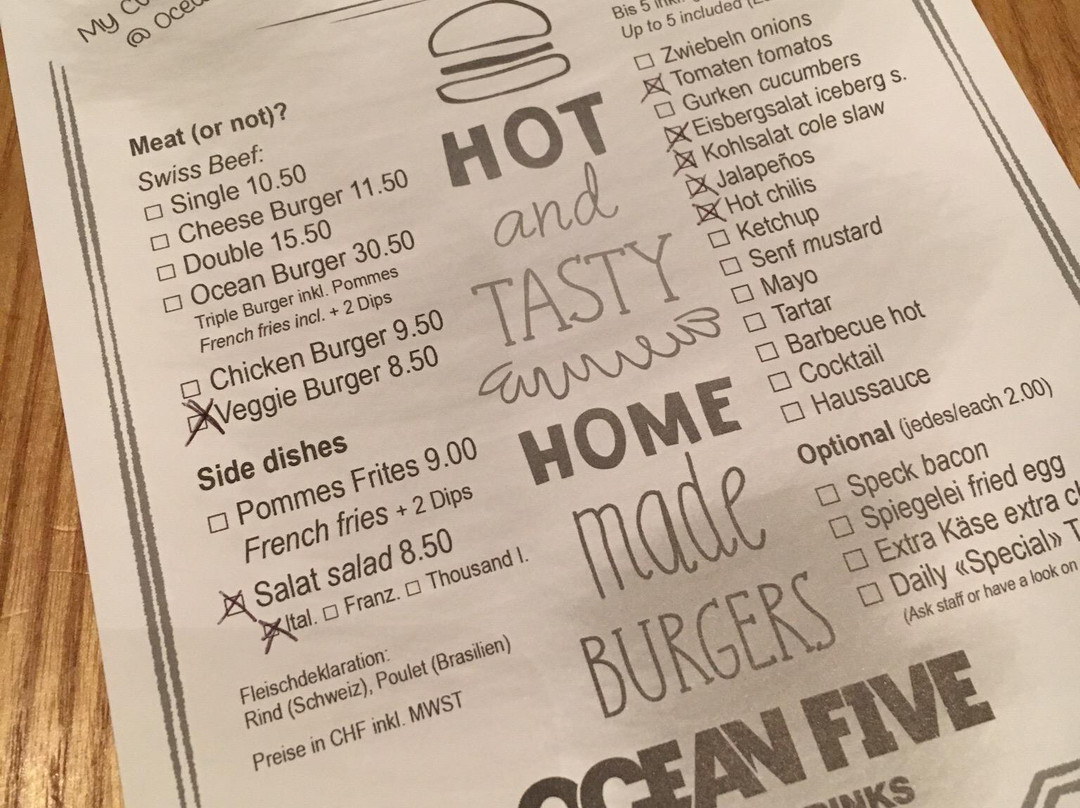 My
@ Ocean
Meat (or not)?
Swiss Beef:
Single 10.50
Cheese Burger 11.50
Double 15.50
Ocean Burger 30.50
Triple Burger inkl. Pommes
French fries incl. + 2 Dips
Chicken Burger 9.50
Veggie Burger 8.50
Side dishes
Pommes Frites 9.00
French fries + 2 Dips
Salat salad 8.50
Ital. Franz. Thousand I.
Fleischdeklaration:
Rind (Schweiz), Poulet (Brasilien)
Preise in CHF inkl. MWST
HOT
and
TASTY
HOME
made
BURGERS
OCEAN FIVE
Bis 5
Up to 5 included
Zwiebeln onions
Tomaten tomatos
Gurken cucumbers
Eisbergsalat iceberg s.
Kohlsalat cole slaw
Jalapeños
Hot chilis
Ketchup
Senf mustard
Mayo
Tartar
Barbecue hot
Cocktail
Haussauce
Optional (jedes/each 2.00)
Speck bacon
Spiegelei fried egg
Extra Käse extra
Daily «Special»
(Ask staff or have a look on